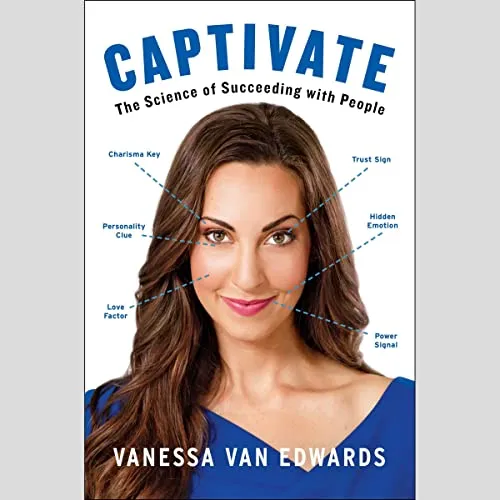 CAPTIVATE
The Science of Succeeding with People
Charisma Key
Trust Sign
Personality
Clue
Hidden
Emotion
Love
Factor
Power
Signal
VANESSA VAN EDWARDS